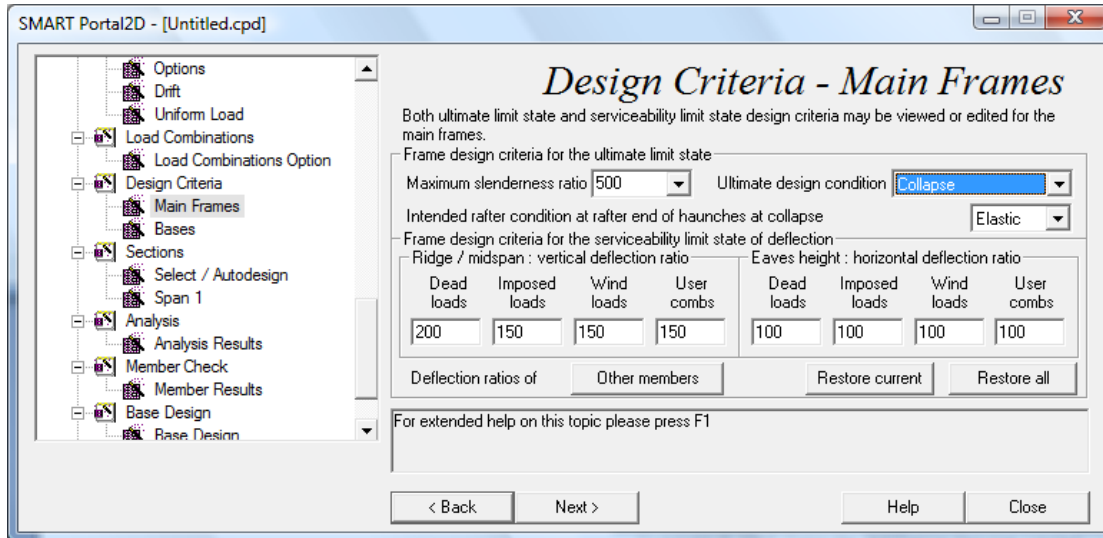 SMART Portal2D - [Untitled.cpd]
Options
Drift
Uniform Load
Load Combinations
Load Combinations Option
Design Criteria
Main Frames
Bases
Sections
Select / Autodesign
Span 1
Analysis
Analysis Results
Member Check
Member Results
Base Design
Base Design
Design Criteria - Main Frames
Both ultimate limit state and serviceability limit state design criteria may be viewed or edited for the
main frames.
Frame design criteria for the ultimate limit state
Maximum slenderness ratio 500 Ultimate design condition Collapse
Intended rafter condition at rafter end of haunches at collapse Elastic
Frame design criteria for the serviceability limit state of deflection
Ridge / midspan : vertical deflection ratio Eaves height : horizontal deflection ratio
Dead Imposed Wind User Dead Imposed Wind User
loads loads loads combs loads loads loads combs
200 150 150 150 100 100 100 100
Deflection ratios of Other members Restore current Restore all
For extended help on this topic please press F1
< Back Next > Help Close